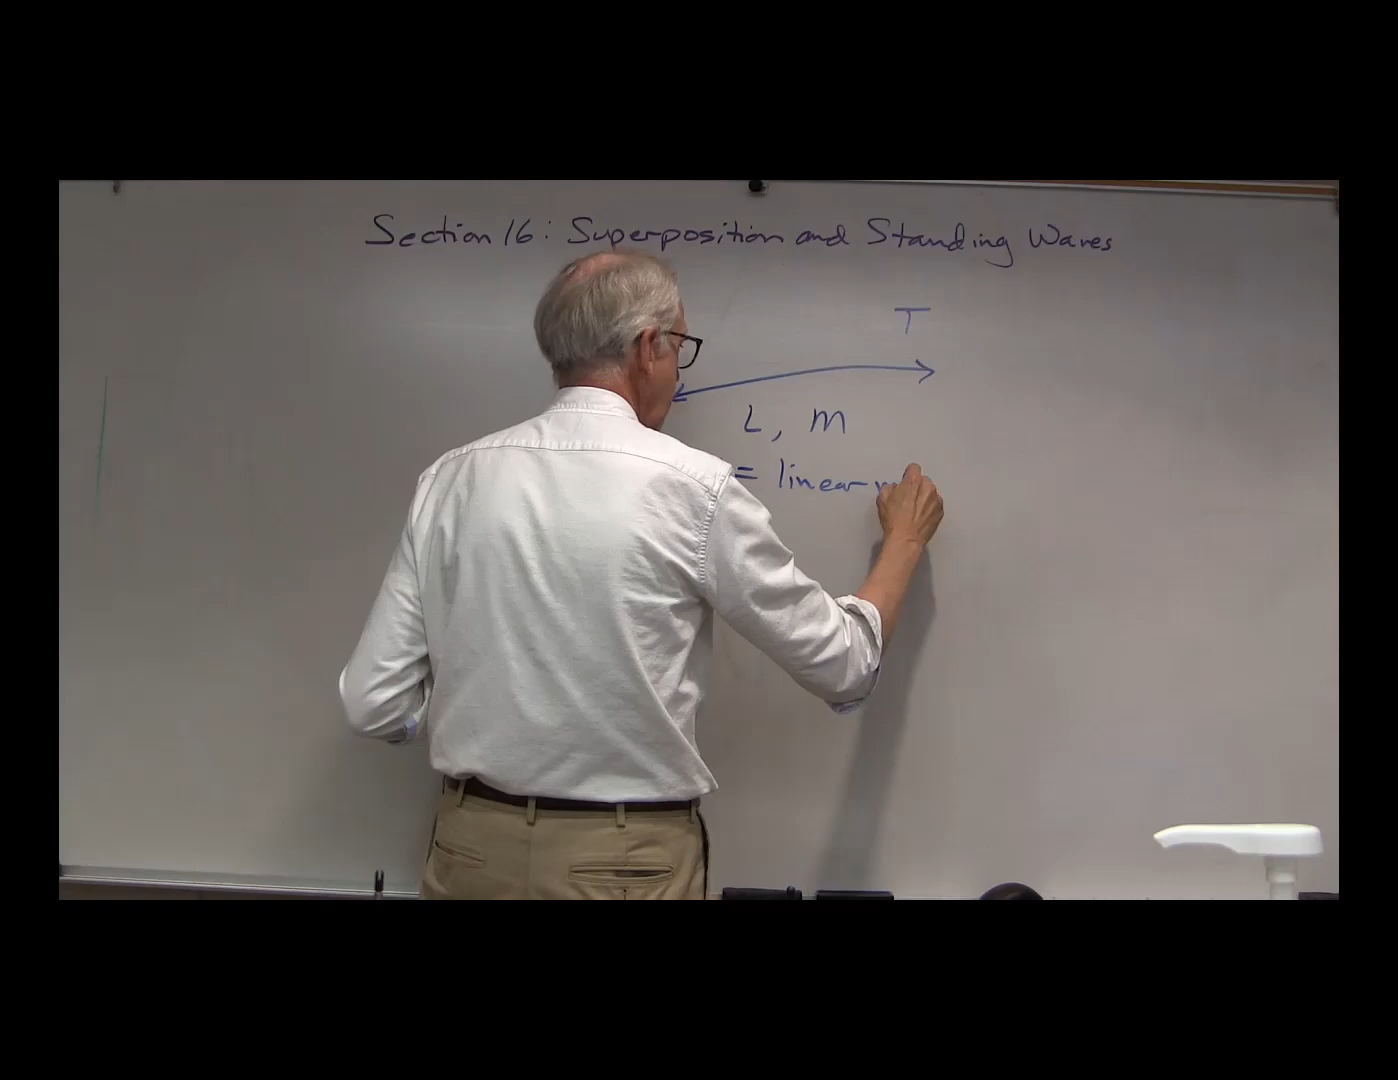 Section 16: Superposition and Standing Waves
T
L, M
= linear